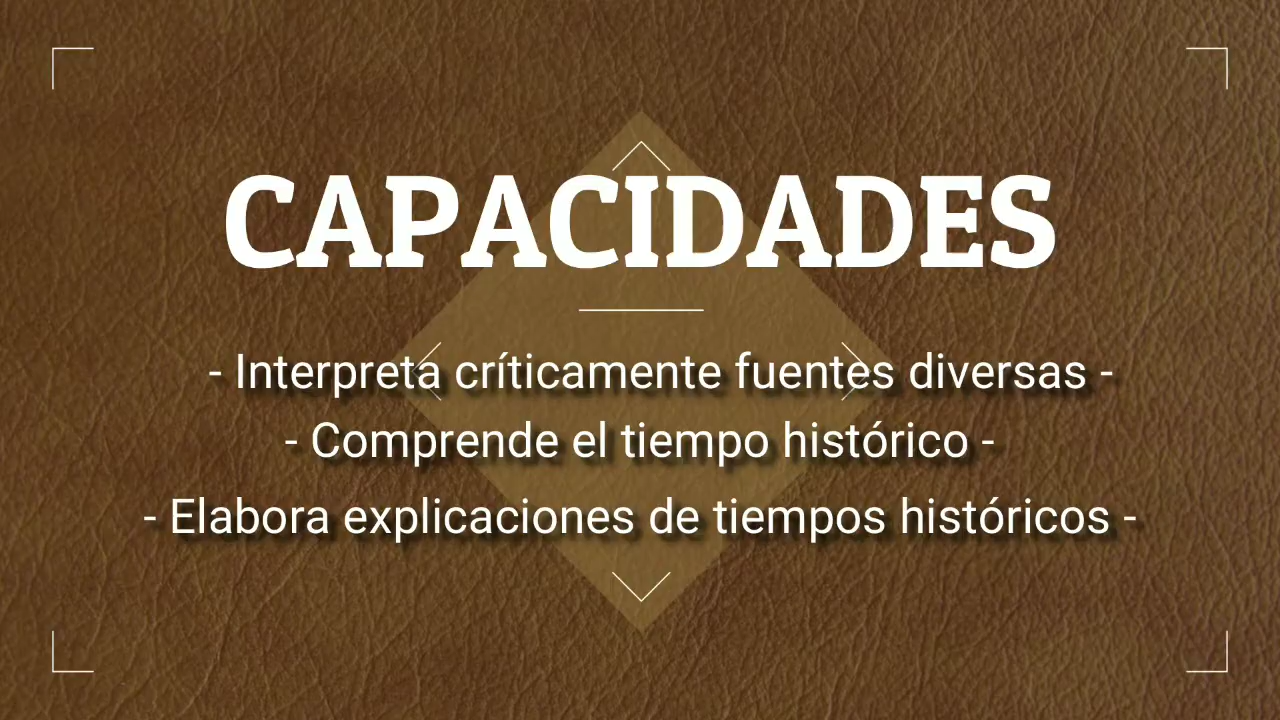 CAPACIDADES
- Interpreta críticamente fuentes diversas -
- Comprende el tiempo histórico -
- Elabora explicaciones de tiempos históricos -